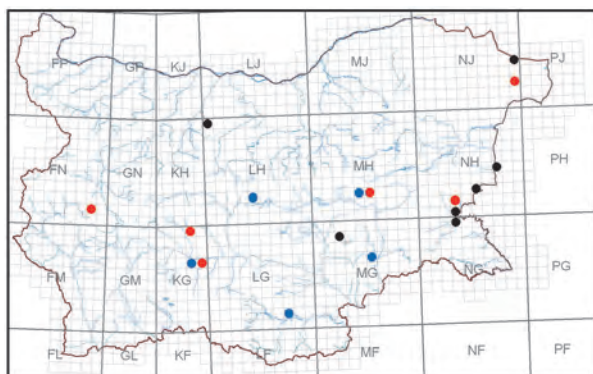 FP GP KJ LJ MJ NJ PJ
FN GN KH LH MH NH PH
FM GM KG LG MG NG PG
FL GL KF LF MF NF PF